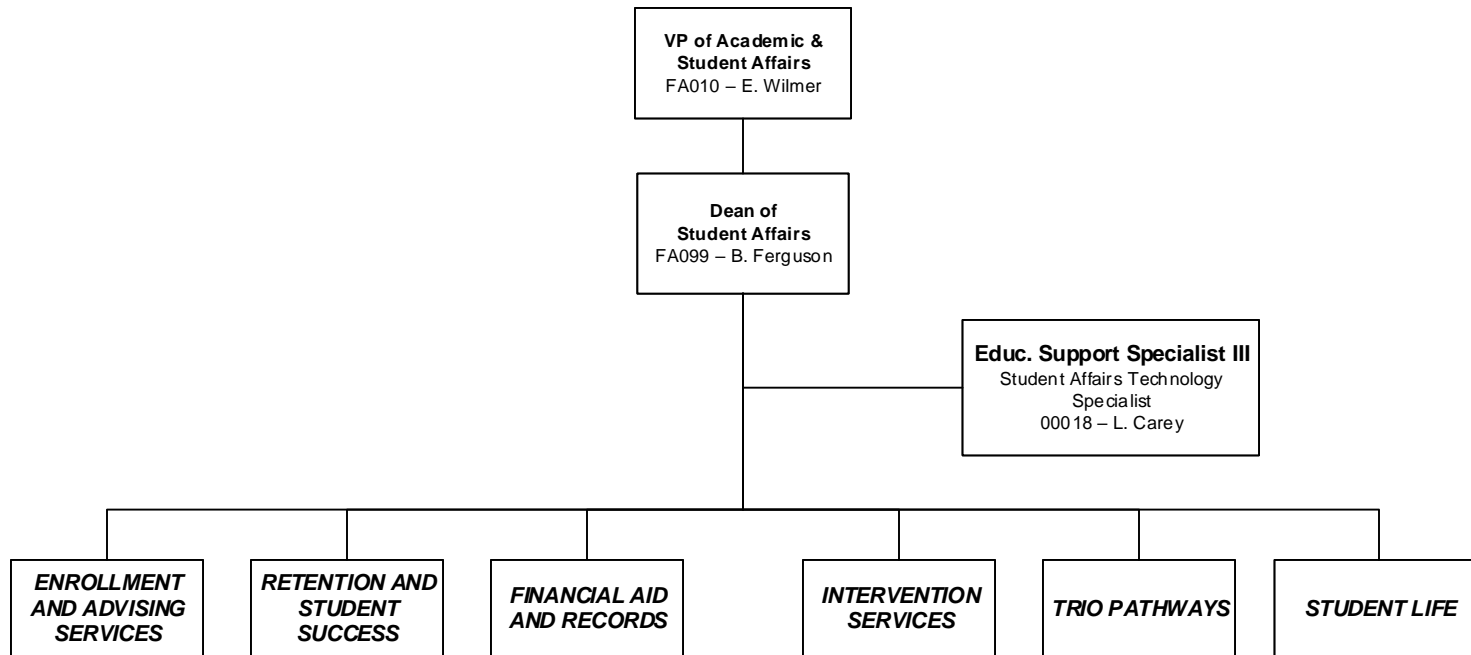 VP of Academic &
Student Affairs
FA010 – E. Wilmer
Dean of
Student Affairs
FA099 – B. Ferguson
Educ. Support Specialist III
Student Affairs Technology
Specialist
00018 – L. Carey
ENROLLMENT
AND ADVISING
SERVICES
RETENTION AND
STUDENT
SUCCESS
FINANCIAL AID
AND RECORDS
INTERVENTION
SERVICES
TRIO PATHWAYS
STUDENT LIFE